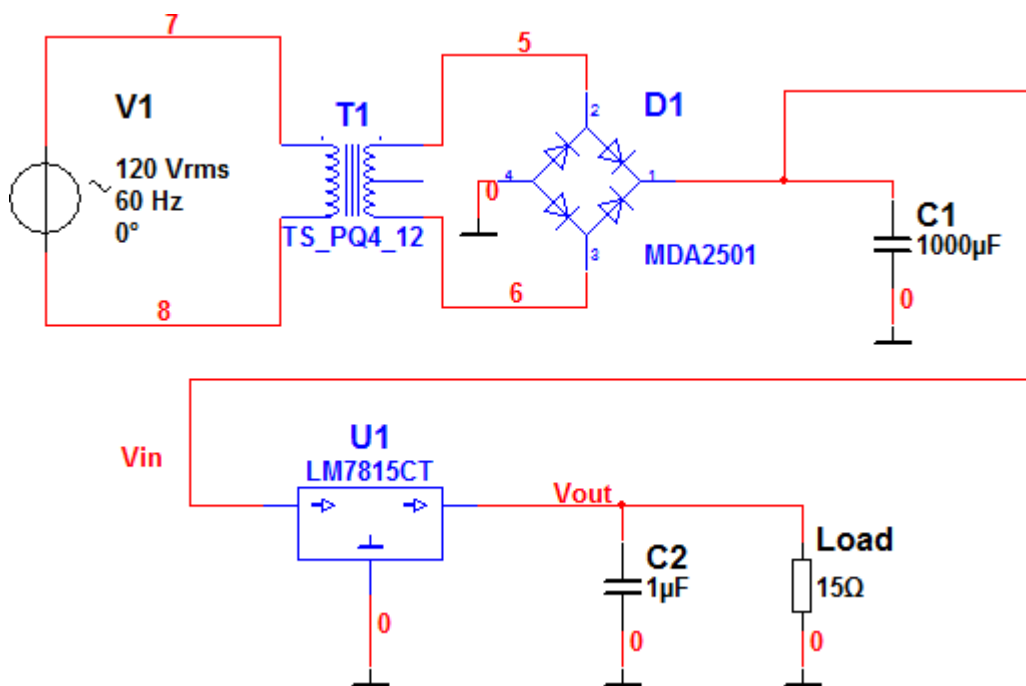 7
5
V1
T1
2
D1
120 Vrms
60 Hz
0°
4
1
0
C1
1000µF
TS_PQ4_12
3
MDA2501
6
0
8
U1
Vin
LM7815CT
Vout
Load
C2
1µF
15Ω
0
0
0